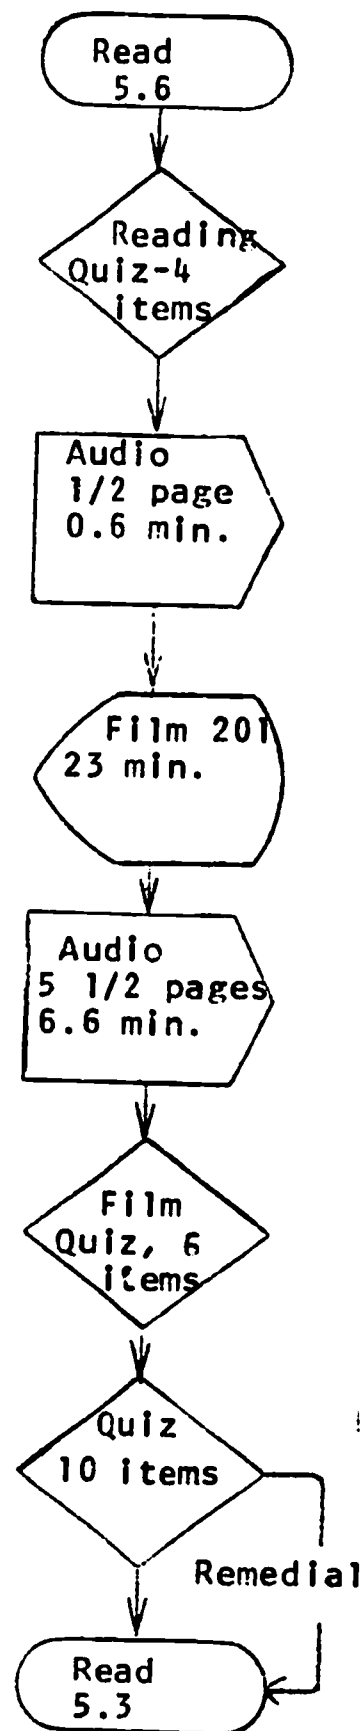 Read
5.6
Reading
Quiz-4
items
Audio
1/2 page
0.6 min.
Film 201
23 min.
Audio
5 1/2 pages
6.6 min.
Film
Quiz, 6
items
Quiz
10 items
Remedial
Read
5.3